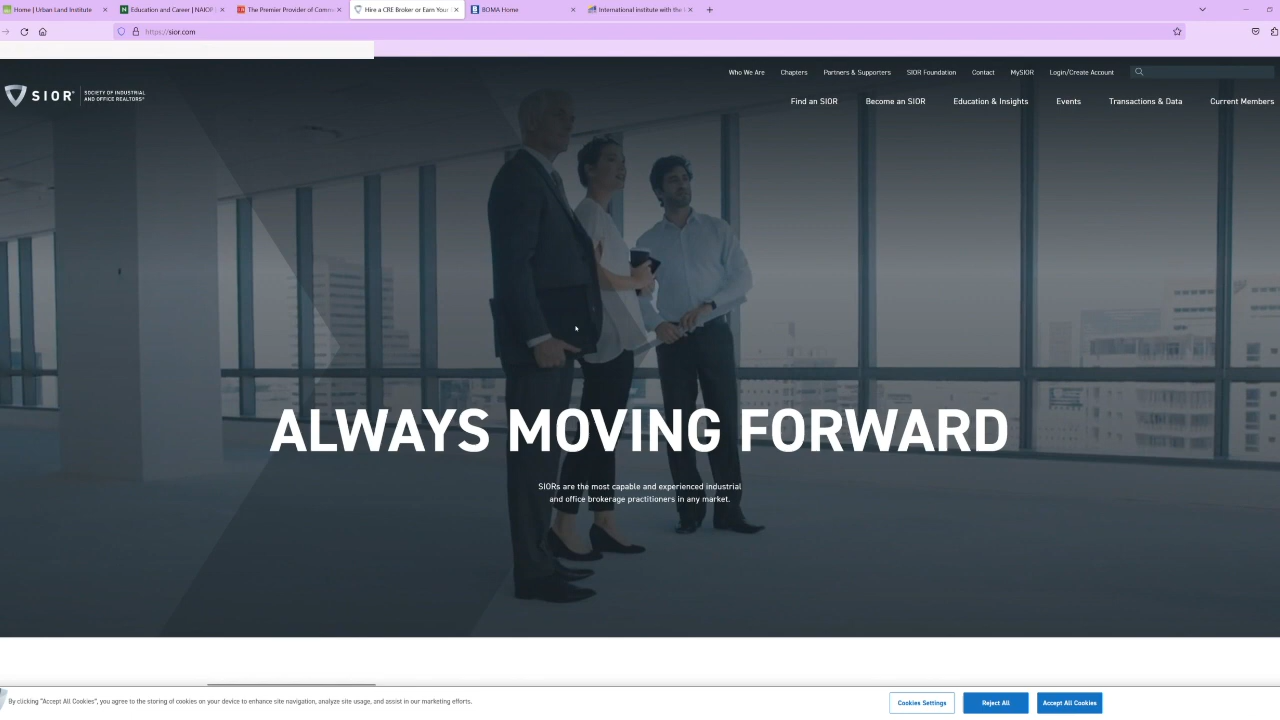 Home | Urban Land Institute
Education and Career | NAIOP |
The Premier Provider of Comm
Hire a CRE Broker or Earn Your
BOMA Home
International institute with the
https://sior.com
Who We Are
Chapters
Partners & Supporters
SIOR Foundation
Contact
MySIOR
Login/Create Account
SIOR®
SOCIETY OF INDUSTRIAL
AND OFFICE REALTORS®
Find an SIOR
Become an SIOR
Education & Insights
Events
Transactions & Data
Current Members
ALWAYS MOVING FORWARD
SIORs are the most capable and experienced industrial
and office brokerage practitioners in any market.
By clicking “Accept All Cookies”, you agree to the storing of cookies on your device to enhance site navigation, analyze site usage, and assist in our marketing efforts.
Cookies Settings
Reject All
Accept All Cookies